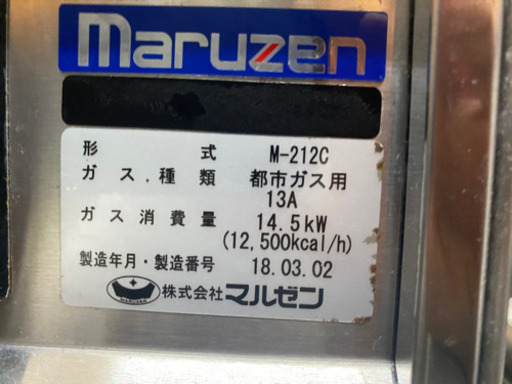 maruzen
形式 M-212C
ガス.種類 都市ガス用
13A
ガス消費量 14.5kW
(12,500kcal/h)
製造年月・製造番号 18.03.02
株式会社マルゼン